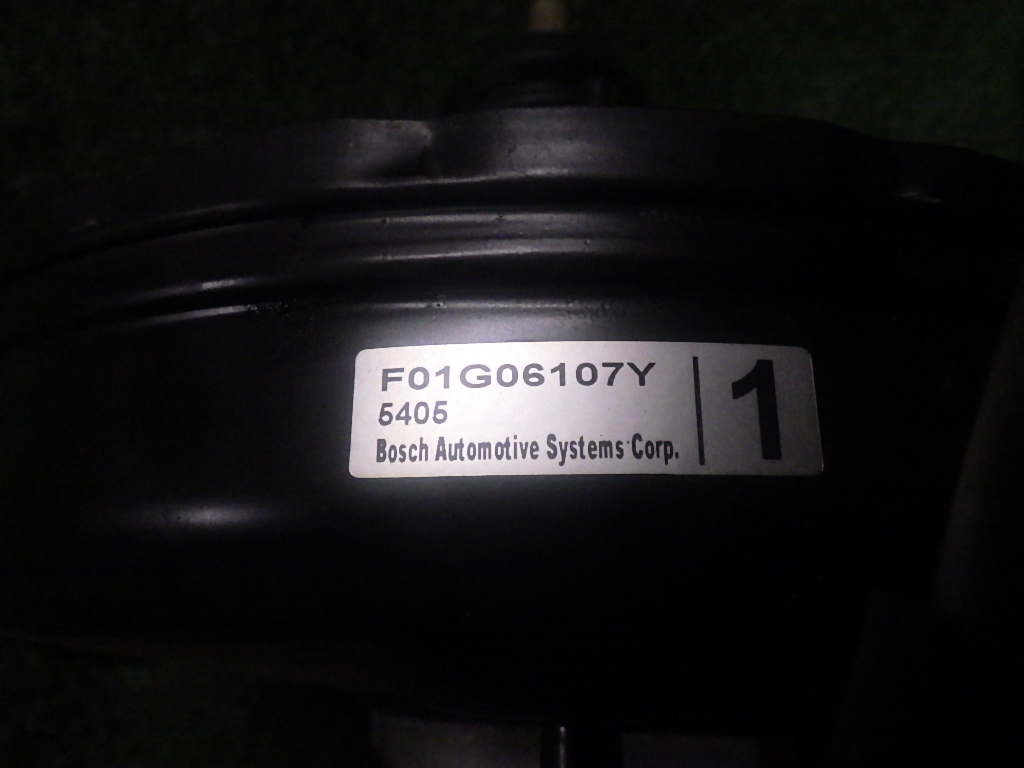 F01G06107Y
5405
Bosch Automotive Systems Corp.
1